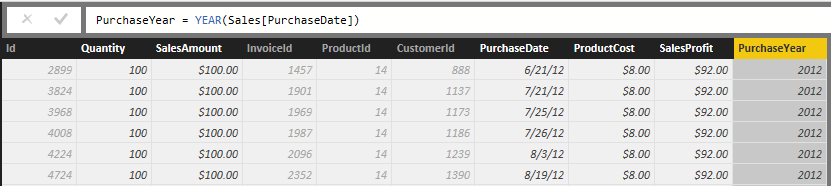 PurchaseYear = YEAR(Sales[PurchaseDate])
Id Quantity SalesAmount InvoiceId ProductId CustomerId PurchaseDate ProductCost SalesProfit PurchaseYear
2899 100 $100.00 1457 14 888 6/21/12 $8.00 $92.00 2012
3824 100 $100.00 1901 14 1137 7/21/12 $8.00 $92.00 2012
3968 100 $100.00 1969 14 1173 7/25/12 $8.00 $92.00 2012
4008 100 $100.00 1987 14 1186 7/26/12 $8.00 $92.00 2012
4224 100 $100.00 2096 14 1239 8/3/12 $8.00 $92.00 2012
4724 100 $100.00 2352 14 1390 8/19/12 $8.00 $92.00 2012